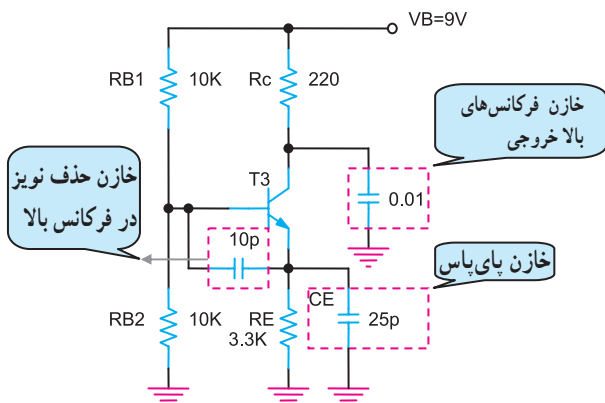 VB=9V
RB1
10K
Rc
220
خازن فرکانس‌های
بالا خروجی
خازن حذف نویز
در فرکانس بالا
T3
0.01
10p
خازن بای‌پاس
CE
RB2
10K
RE
3.3K
25p